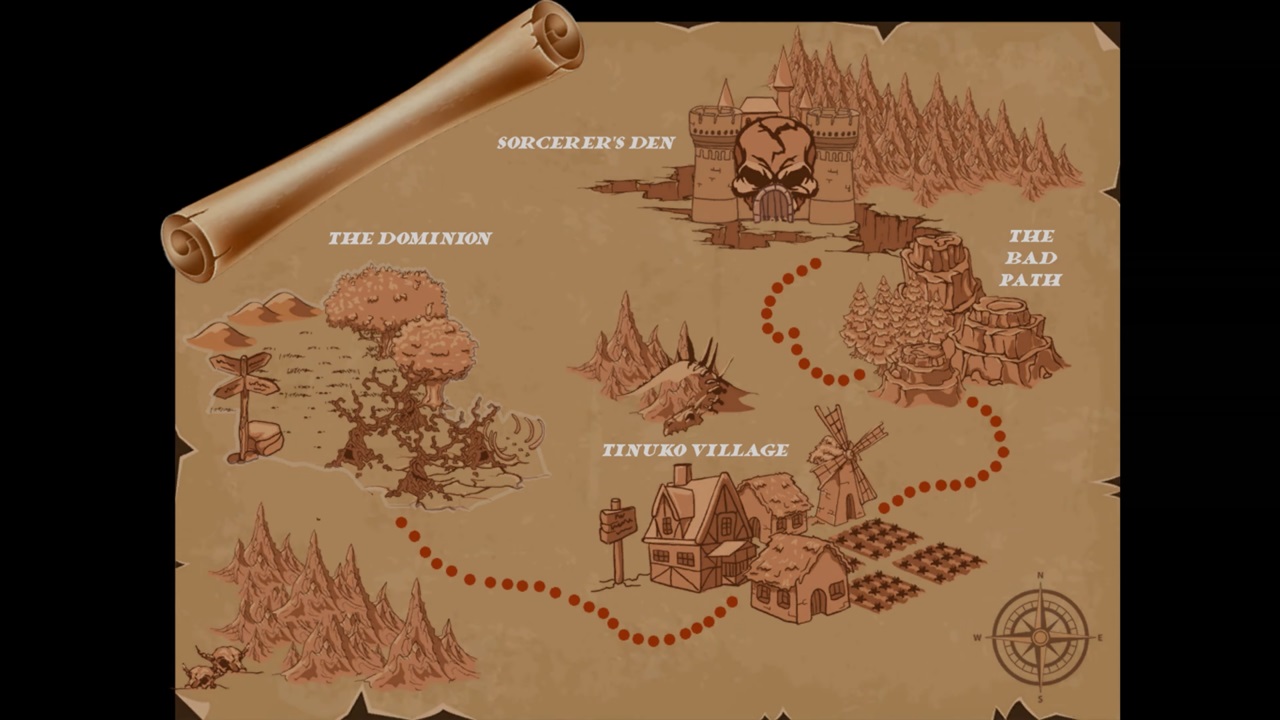 SORCERER'S DEN
THE DOMINION
THE
BAD
PATH
TINUKO VILLAGE
N
W
E
S